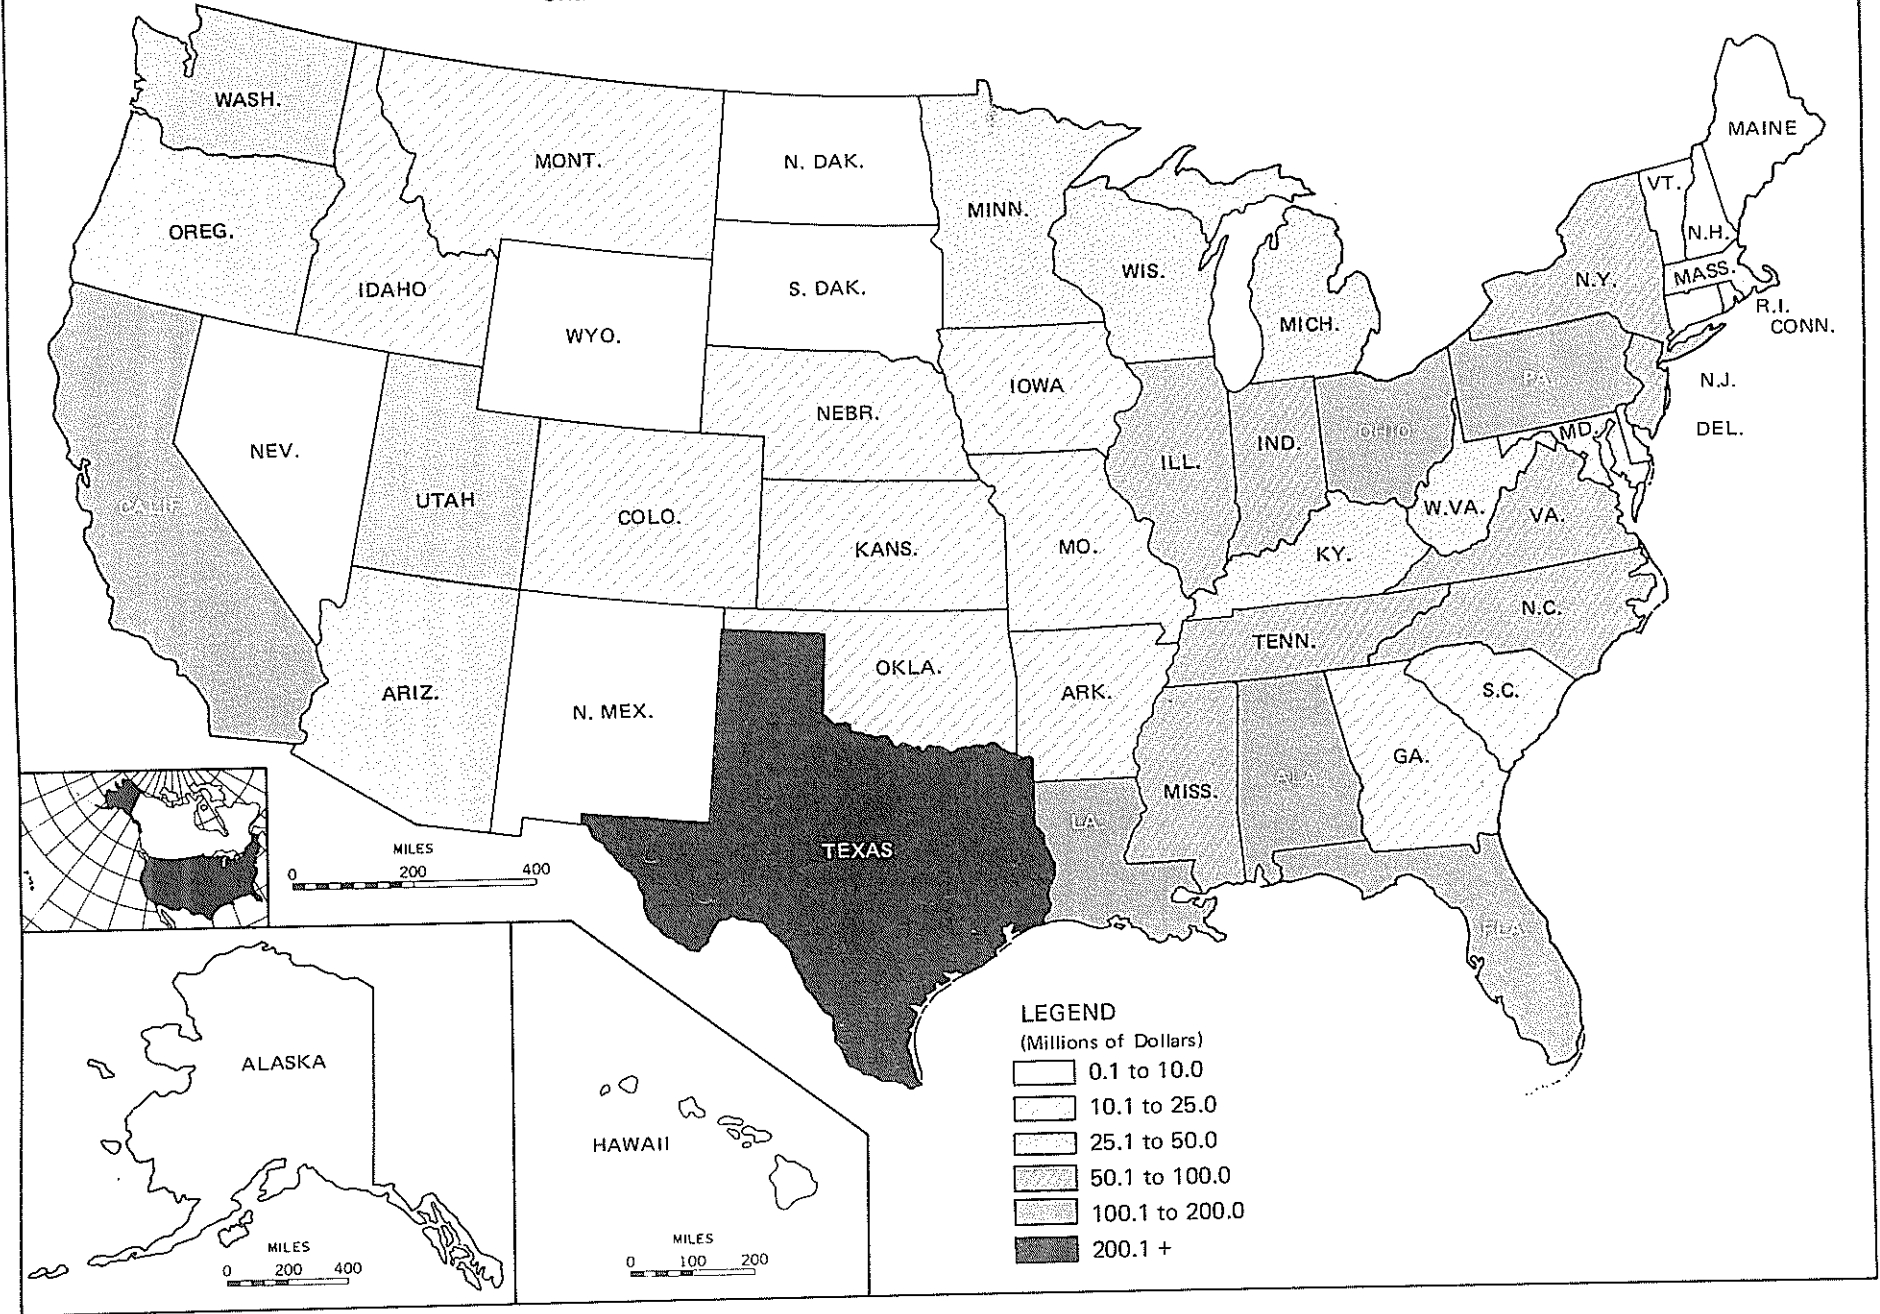 WASH.
MONT.
N. DAK.
MINN.
OREG.
IDAHO
S. DAK.
WIS.
MICH.
MAINE
VT.
N.H.
MASS.
N.Y.
R.I.
CONN.
WYO.
NEBR.
IOWA
N.J.
PA.
DEL.
NEV.
UTAH
COLO.
KANS.
MO.
ILL.
IND.
OHIO
MD.
W.VA.
VA.
KY.
CALIF
N.C.
TENN.
S.C.
ARIZ.
N. MEX.
OKLA.
ARK.
GA.
MISS.
ALA
LA.
TEXAS
FLA
MILES
0 200 400
ALASKA
MILES
0 200 400
HAWAII
MILES
0 100 200
LEGEND
(Millions of Dollars)
0.1 to 10.0
10.1 to 25.0
25.1 to 50.0
50.1 to 100.0
100.1 to 200.0
200.1 +